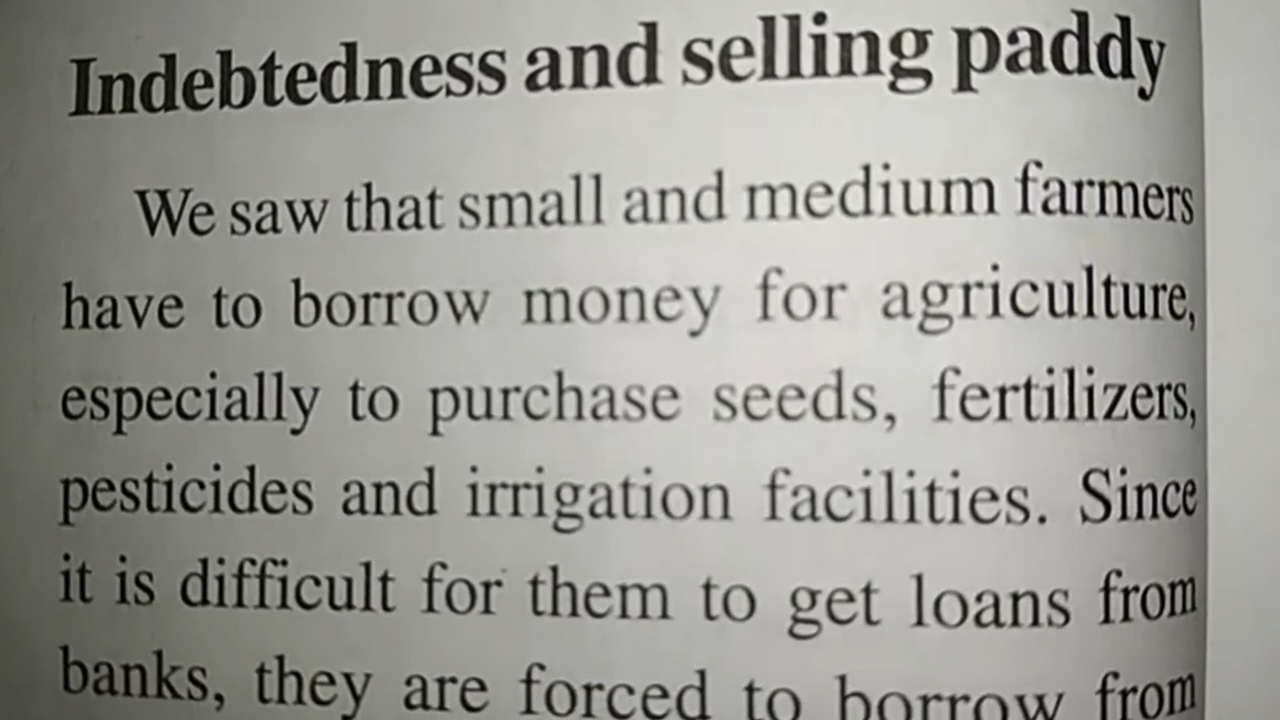 Indebtedness and selling paddy
We saw that small and medium farmers
have to borrow money for agriculture,
especially to purchase seeds, fertilizers,
pesticides and irrigation facilities. Since
it is difficult for them to get loans from
banks, they are forced to borrow from